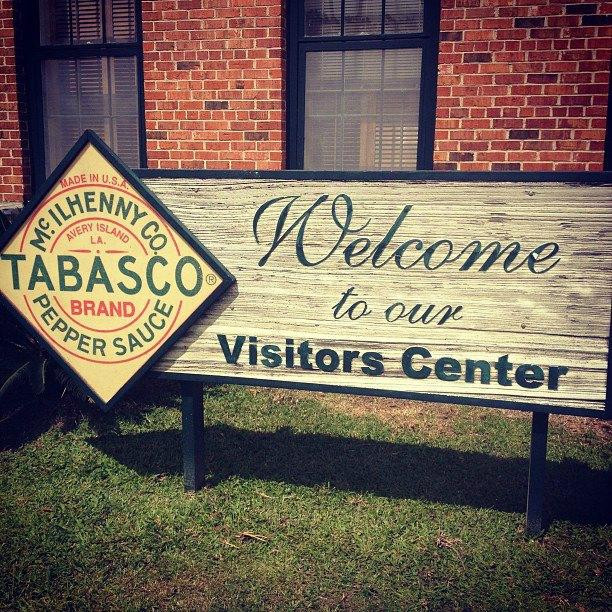 MADE IN U.S.A.
McILHENNY CO.
AVERY ISLAND
LA.
TABASCO®
BRAND
PEPPER SAUCE
Welcome
to our
Visitors Center